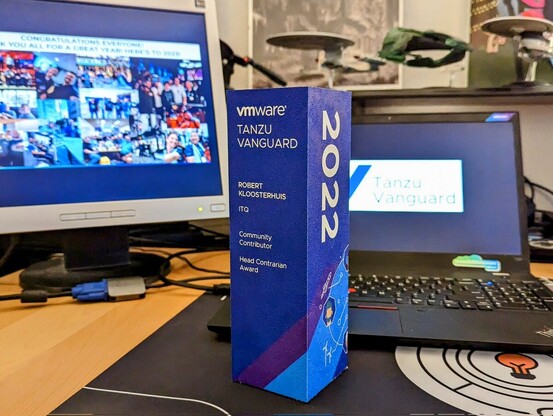 CONGRATULATIONS EVERYONE!
K YOU ALL FOR A GREAT YEAR! HERE'S TO 2023!
vmware®
TANZU
VANGUARD
ROBERT
KLOOSTERHUIS
ITQ
Community
Contributor
Head Contrarian
Award
2022
Tanzu
Vanguard